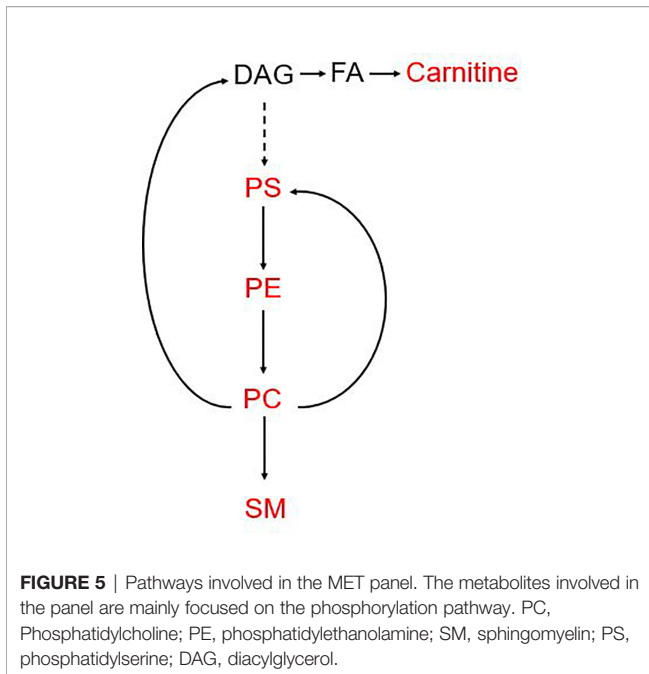 DAG → FA → Carnitine
PS
PE
PC
SM
FIGURE 5 | Pathways involved in the MET panel. The metabolites involved in
the panel are mainly focused on the phosphorylation pathway. PC,
Phosphatidylcholine; PE, phosphatidylethanolamine; SM, sphingomyelin; PS,
phosphatidylserine; DAG, diacylglycerol.